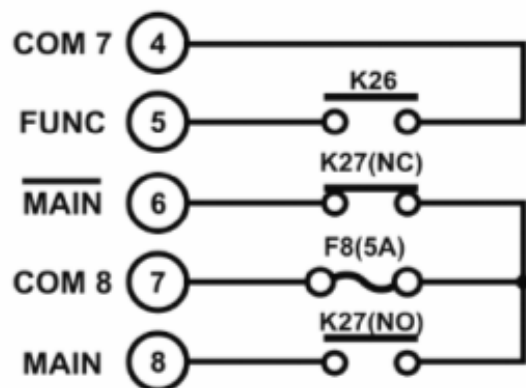 COM 7 4
K26
FUNC 5
K27(NC)
MAIN 6
F8(5A)
COM 8 7
K27(NO)
MAIN 8